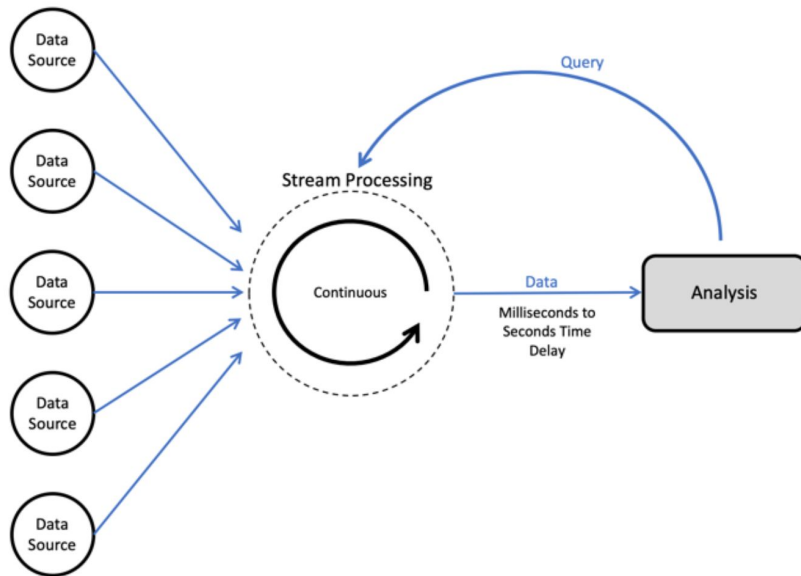 Data
Source
Query
Data
Source
Stream Processing
Data
Source
Continuous
Data
Milliseconds to
Seconds Time
Delay
Analysis
Data
Source
Data
Source